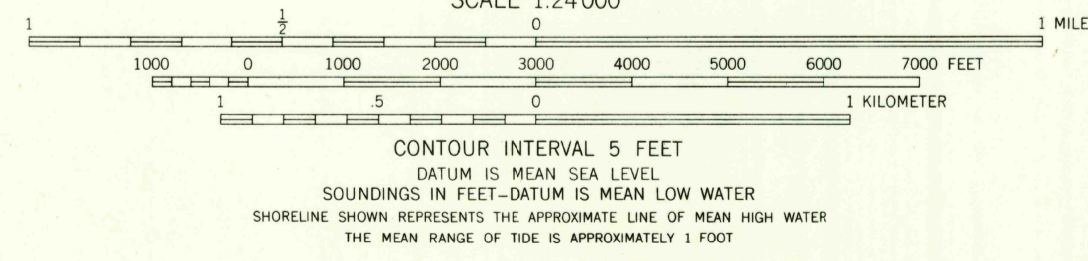 SCALE 1:24 000
1 1/2 0 1 MILE
1000 0 1000 2000 3000 4000 5000 6000 7000 FEET
1 .5 0 1 KILOMETER
CONTOUR INTERVAL 5 FEET
DATUM IS MEAN SEA LEVEL
SOUNDINGS IN FEET–DATUM IS MEAN LOW WATER
SHORELINE SHOWN REPRESENTS THE APPROXIMATE LINE OF MEAN HIGH WATER
THE MEAN RANGE OF TIDE IS APPROXIMATELY 1 FOOT